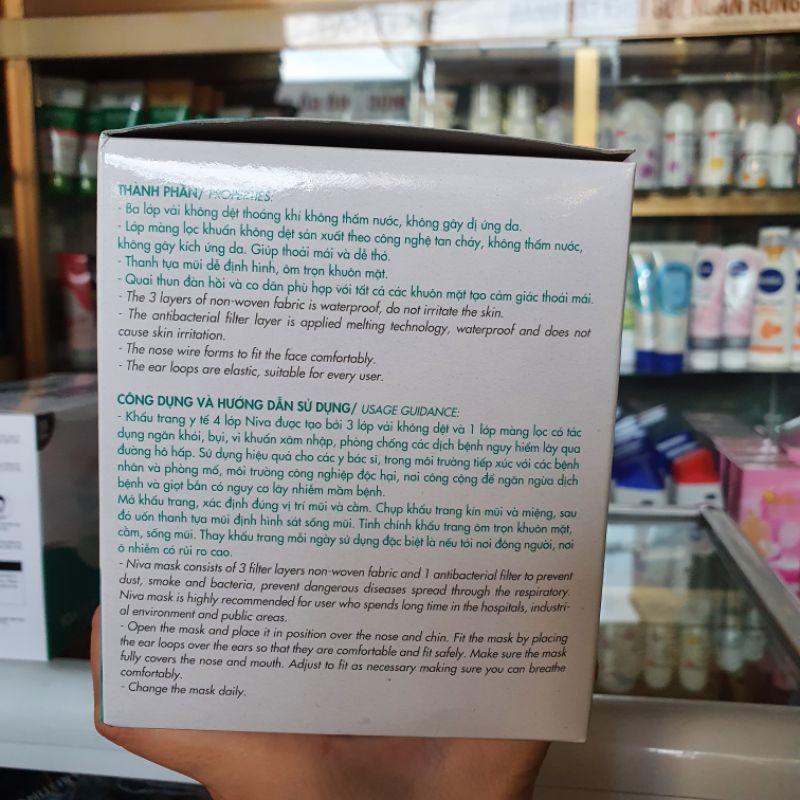 THÀNH PHẦN/ PROPERTIES:
- Ba lớp vải không dệt thoáng khí không thấm nước, không gây dị ứng da.
- Lớp màng lọc khuẩn không dệt sản xuất theo công nghệ tan chảy, không thấm nước,
không gây kích ứng da. Giúp thoải mái và dễ thở.
- Thanh tựa mũi dễ định hình, ôm trọn khuôn mặt.
- Quai thun đàn hồi và co dãn phù hợp với tất cả các khuôn mặt tạo cảm giác thoải mái.
- The 3 layers of non-woven fabric is waterproof, do not irritate the skin.
- The antibacterial filter layer is applied melting technology, waterproof and does not
cause skin irritation.
- The nose wire forms to fit the face comfortably.
- The ear loops are elastic, suitable for every user.
CÔNG DỤNG VÀ HƯỚNG DẪN SỬ DỤNG/ USAGE GUIDANCE:
- Khẩu trang y tế 4 lớp Niva được tạo bởi 3 lớp vải không dệt và 1 lớp màng lọc có tác
dụng ngăn khói, bụi, vi khuẩn xâm nhập, phòng chống các dịch bệnh nguy hiểm lây qua
đường hô hấp. Sử dụng hiệu quả cho các y bác sĩ, trong môi trường tiếp xúc với các bệnh
nhân và phòng mổ, môi trường công nghiệp độc hại, nơi công cộng để ngăn ngừa dịch
bệnh và giọt bắn có nguy cơ lây nhiễm mầm bệnh.
Mở khẩu trang, xác định đúng vị trí mũi và cằm. Chụp khẩu trang kín mũi và miệng, sau
đó uốn thanh tựa mũi định hình sát sống mũi. Tinh chỉnh khẩu trang ôm trọn khuôn mặt,
cằm, sống mũi. Thay khẩu trang mỗi ngày sử dụng đặc biệt là nếu tới nơi đông người, nơi
ô nhiễm có rủi ro cao.
- Niva mask consists of 3 filter layers non-woven fabric and 1 antibacterial filter to prevent
dust, smoke and bacteria, prevent dangerous diseases spread through the respiratory.
Niva mask is highly recommended for user who spends long time in the hospitals, industri-
al environment and public areas.
- Open the mask and place it in position over the nose and chin. Fit the mask by placing
the ear loops over the ears so that they are comfortable and fit safely. Make sure the mask
fully covers the nose and mouth. Adjust to fit as necessary making sure you can breathe
comfortably.
- Change the mask daily.
NIVEA